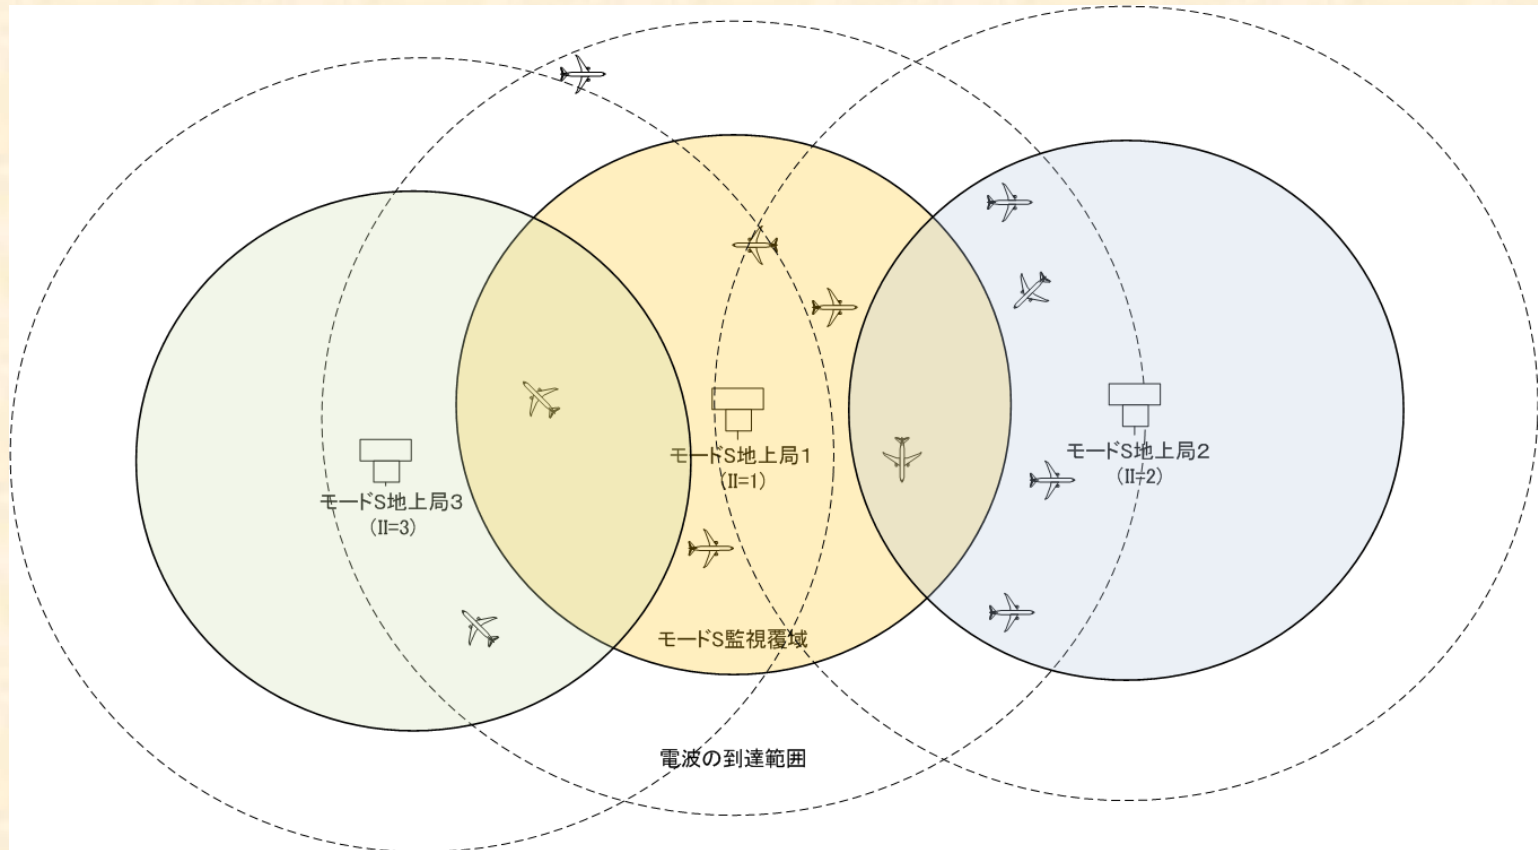 モードS地上局1
(II=1)
モードS地上局2
(II=2)
モードS地上局3
(II=3)
モードS監視覆域
電波の到達範囲